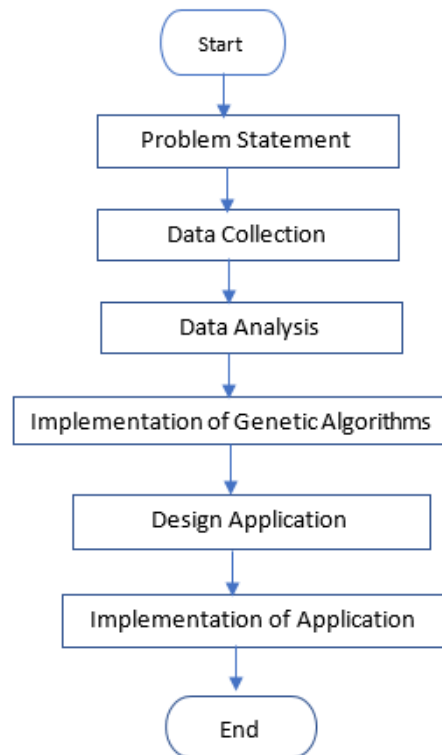 Start
Problem Statement
Data Collection
Data Analysis
Implementation of Genetic Algorithms
Design Application
Implementation of Application
End